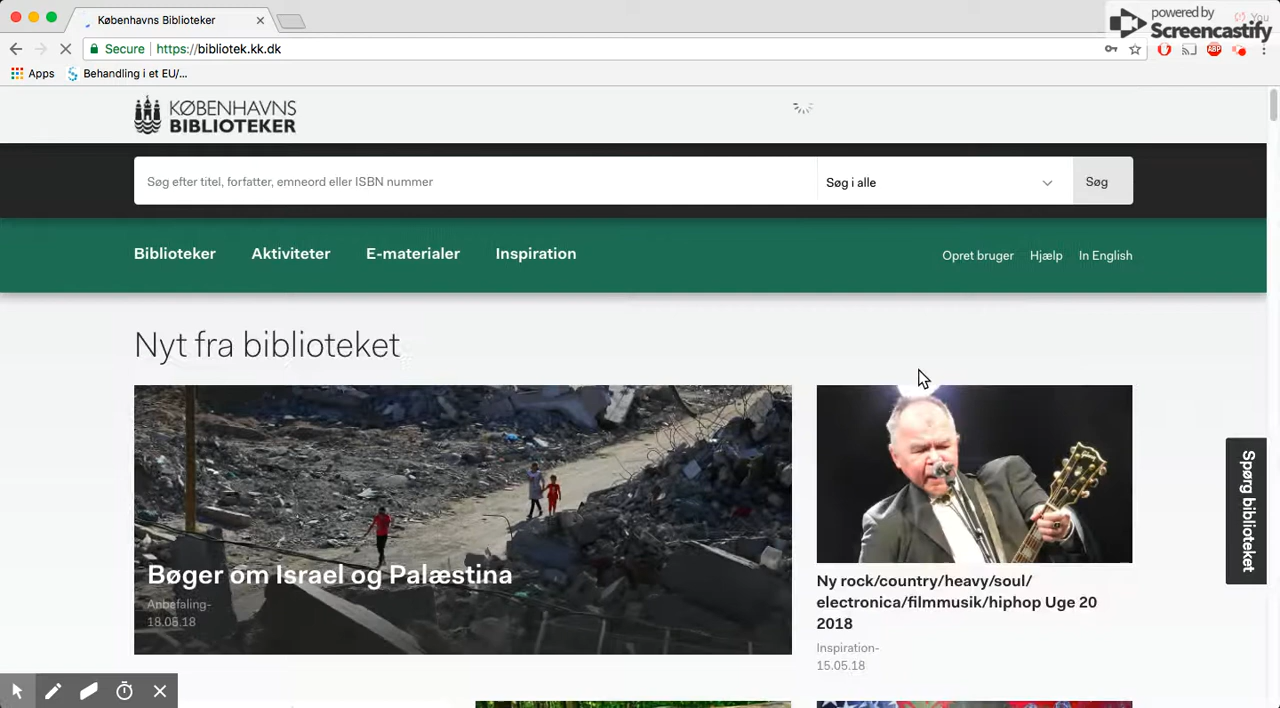 Københavns Biblioteker
You
powered by
Screencastify
Secure https://bibliotek.kk.dk
ABP
Apps Behandling i et EU/...
KØBENHAVNS
BIBLIOTEKER
Søg efter titel, forfatter, emneord eller ISBN nummer
Søg i alle
Søg
Biblioteker Aktiviteter E-materialer Inspiration
Opret bruger Hjælp In English
Nyt fra biblioteket
Bøger om Israel og Palæstina
Anbefaling-
18.05.18
Ny rock/country/heavy/soul/
electronica/filmmusik/hiphop Uge 20
2018
Inspiration-
15.05.18
Spørg biblioteket